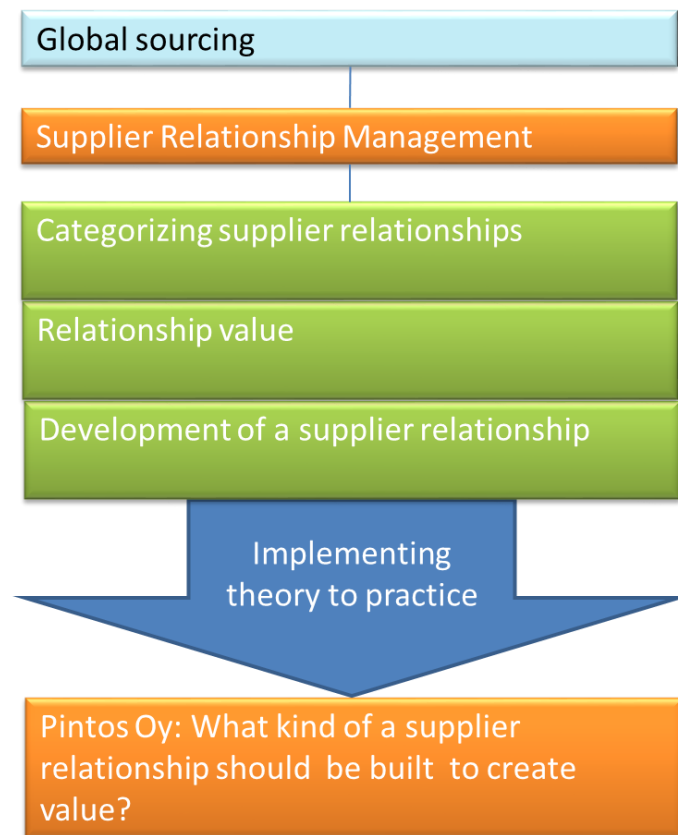 Global sourcing
Supplier Relationship Management
Categorizing supplier relationships
Relationship value
Development of a supplier relationship
Implementing
theory to practice
Pintos Oy: What kind of a supplier
relationship should be built to create
value?